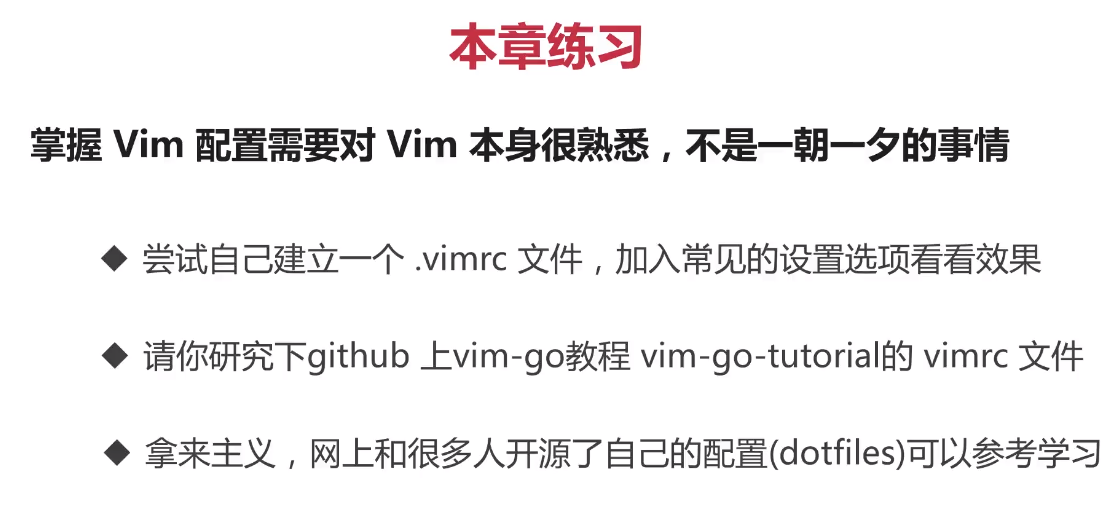 本章练习
掌握 Vim 配置需要对 Vim 本身很熟悉，不是一朝一夕的事情
◆ 尝试自己建立一个 .vimrc 文件，加入常见的设置选项看看效果
◆ 请你研究下github 上vim-go教程 vim-go-tutorial的 vimrc 文件
◆ 拿来主义，网上和很多人开源了自己的配置(dotfiles)可以参考学习